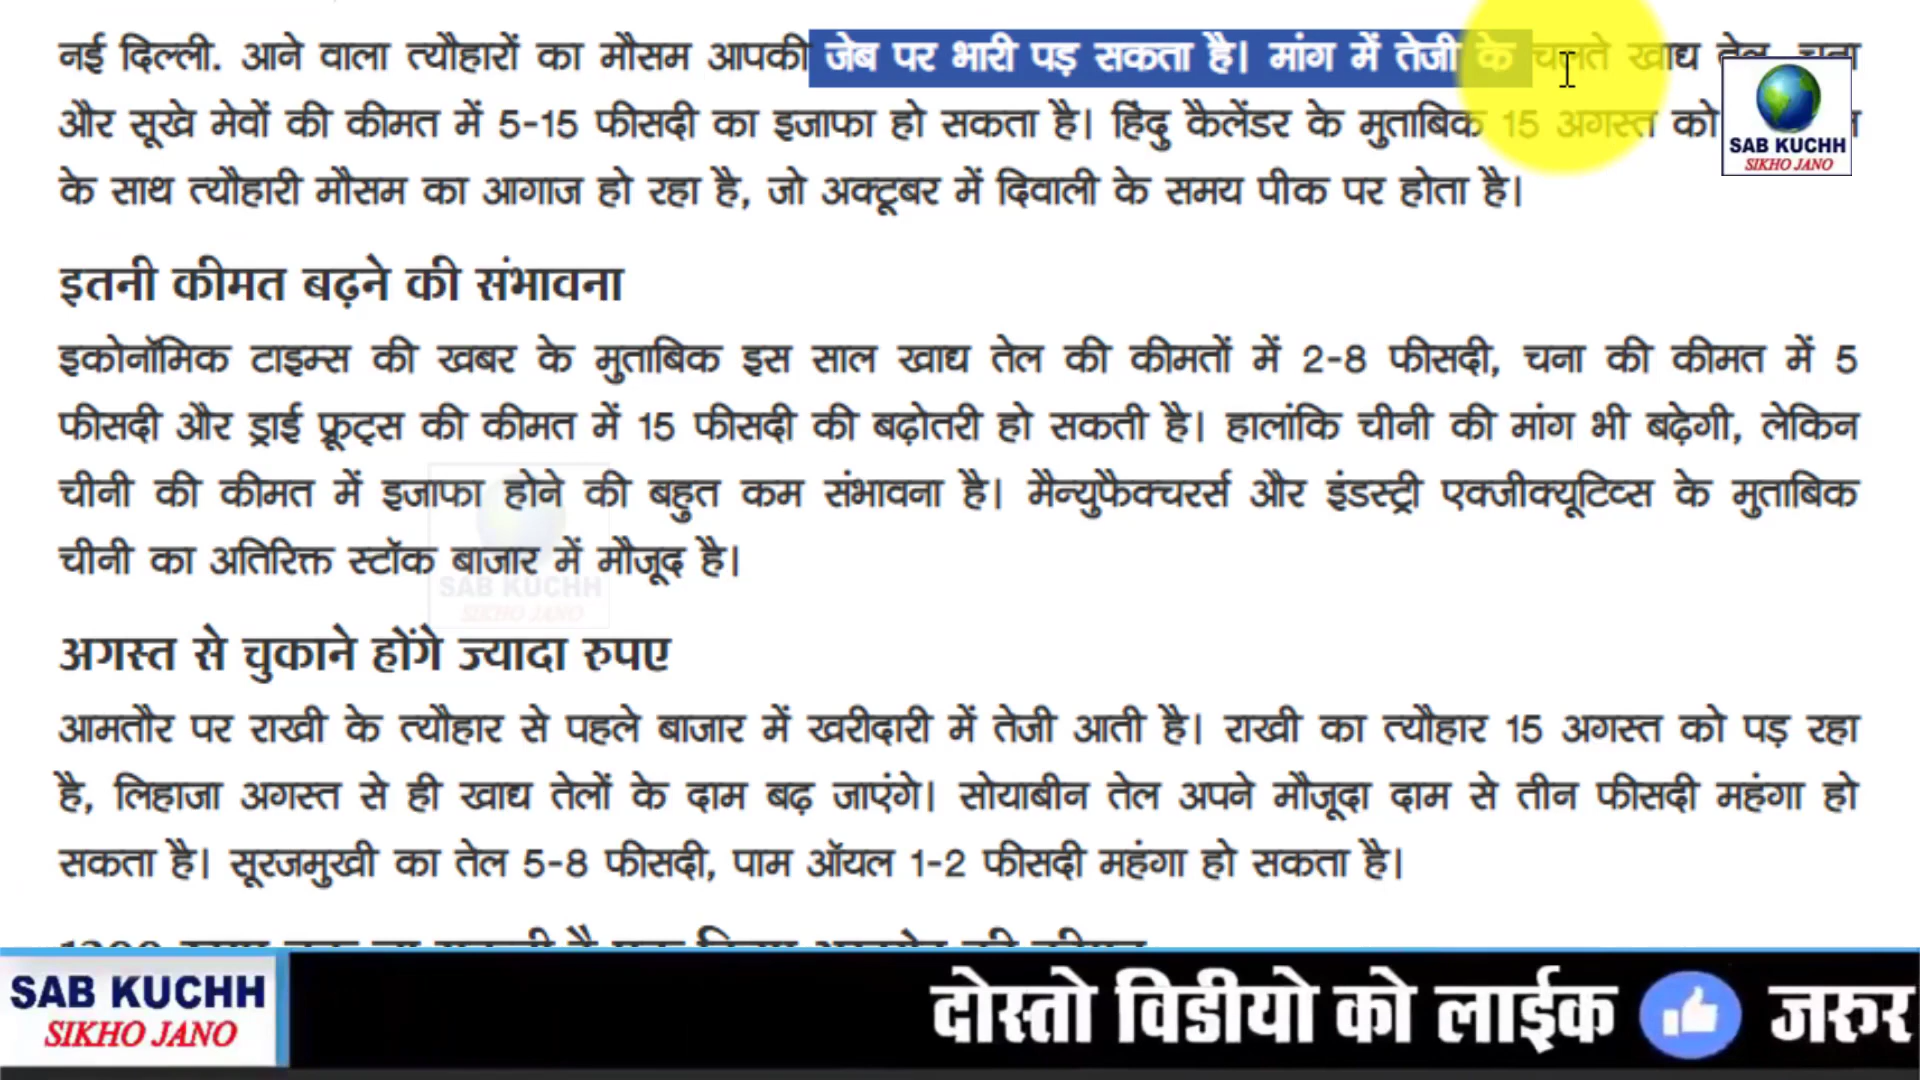 नई दिल्ली. आने वाला त्यौहारों का मौसम आपकी जेब पर भारी पड़ सकता है। मांग में तेजी के चलते खाद्य तेल, चना
और सूखे मेवों की कीमत में 5-15 फीसदी का इजाफा हो सकता है। हिंदु कैलेंडर के मुताबिक 15 अगस्त को
SAB KUCHH
SIKHO JANO
के साथ त्यौहारी मौसम का आगाज हो रहा है, जो अक्टूबर में दिवाली के समय पीक पर होता है।
इतनी कीमत बढ़ने की संभावना
इकोनॉमिक टाइम्स की खबर के मुताबिक इस साल खाद्य तेल की कीमतों में 2-8 फीसदी, चना की कीमत में 5
फीसदी और ड्राई फ्रूट्स की कीमत में 15 फीसदी की बढ़ोतरी हो सकती है। हालांकि चीनी की मांग भी बढ़ेगी, लेकिन
चीनी की कीमत में इजाफा होने की बहुत कम संभावना है। मैन्युफैक्चरर्स और इंडस्ट्री एक्जीक्यूटिव्स के मुताबिक
चीनी का अतिरिक्त स्टॉक बाजार में मौजूद है।
SAB KUCHH
SIKHO JANO
अगस्त से चुकाने होंगे ज्यादा रुपए
आमतौर पर राखी के त्यौहार से पहले बाजार में खरीदारी में तेजी आती है। राखी का त्यौहार 15 अगस्त को पड़ रहा
है, लिहाजा अगस्त से ही खाद्य तेलों के दाम बढ़ जाएंगे। सोयाबीन तेल अपने मौजूदा दाम से तीन फीसदी महंगा हो
सकता है। सूरजमुखी का तेल 5-8 फीसदी, पाम ऑयल 1-2 फीसदी महंगा हो सकता है।
SAB KUCHH
SIKHO JANO
दोस्तो विडीयो को लाईक जरूर